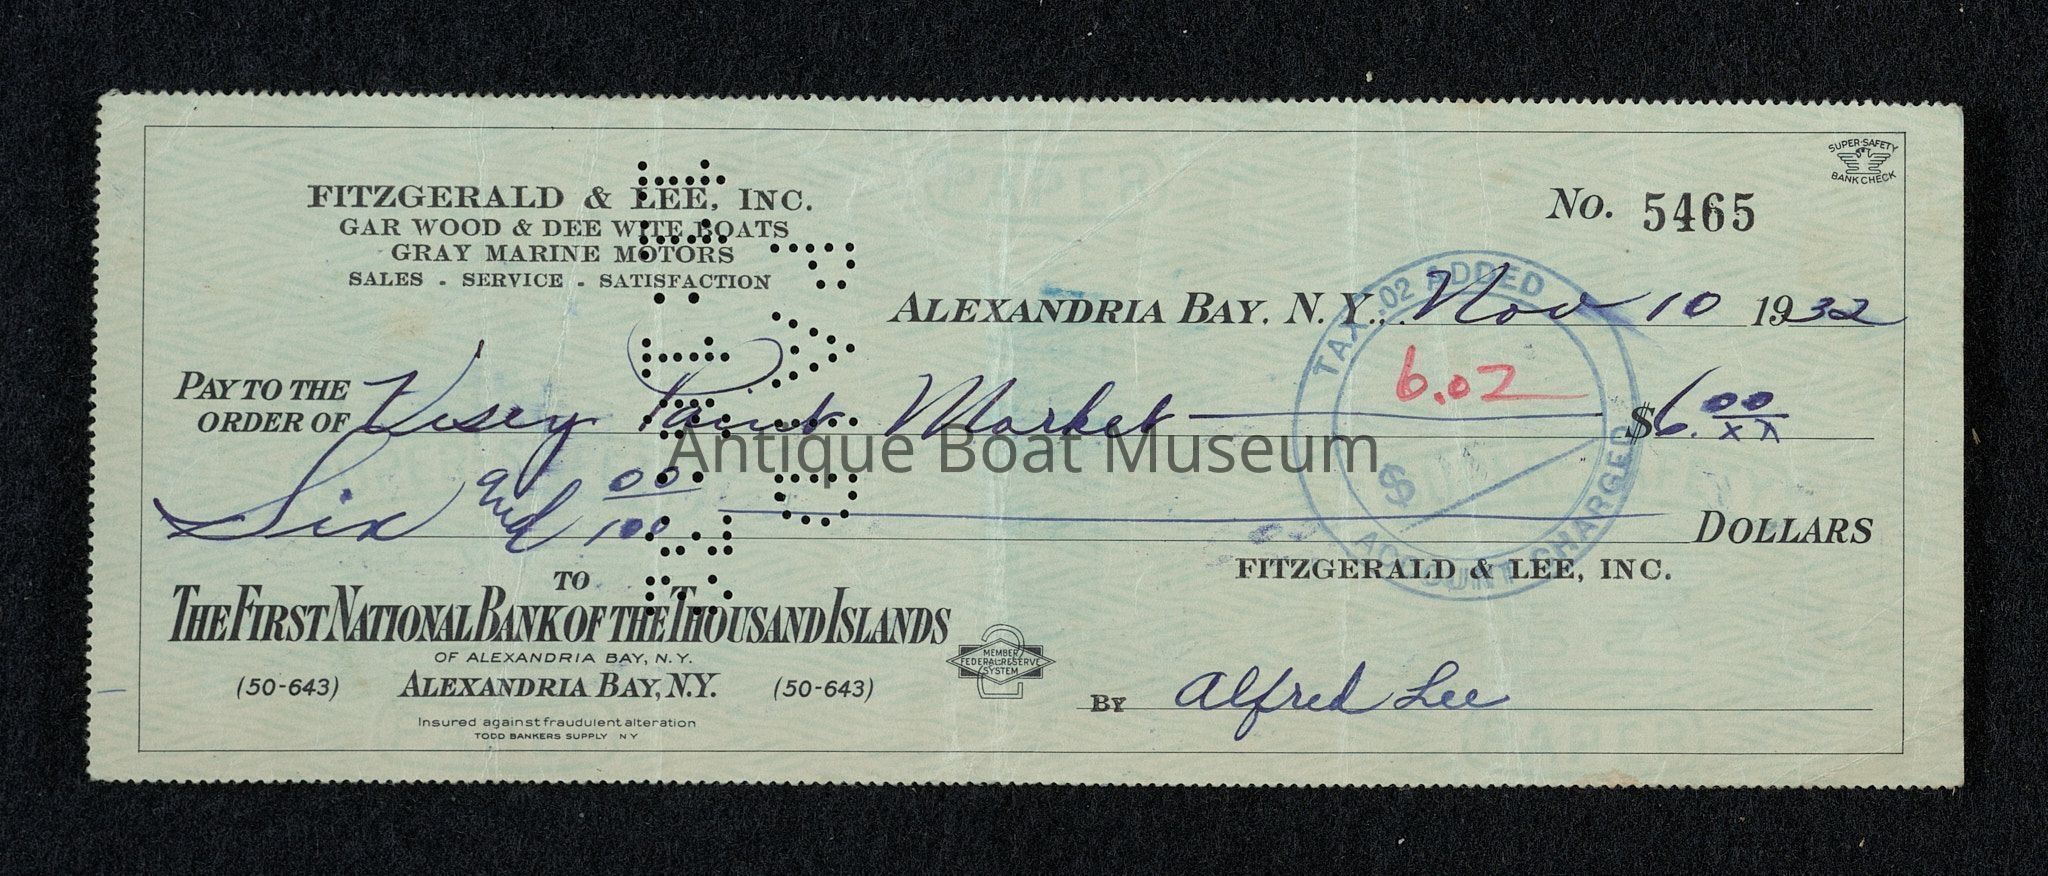 SUPER-SAFETY
BANK CHECK
FITZGERALD & LEE, INC.
GAR WOOD & DEE WITE BOATS
GRAY MARINE MOTORS
SALES . SERVICE . SATISFACTION
No. 5465
ALEXANDRIA BAY, N. Y., Nov 10 1932
TAX .02 ADDED
6.02
PAY TO THE
ORDER OF Vesey Paint Market $6.00/xx
Antique Boat Museum
Six and 00/100 DOLLARS
$
ACCOUNT CHARGED
PAID
FITZGERALD & LEE, INC.
TO
THE FIRST NATIONAL BANK OF THE THOUSAND ISLANDS
OF ALEXANDRIA BAY, N. Y.
(50-643) ALEXANDRIA BAY, N.Y. (50-643)
MEMBER
FEDERAL RESERVE
SYSTEM
BY Alfred Lee
Insured against fraudulent alteration
TODD BANKERS SUPPLY NY